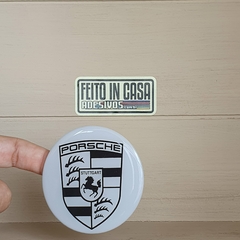 FEITO IN CASA
ADESIVOS
PORSCHE
STUTTGART